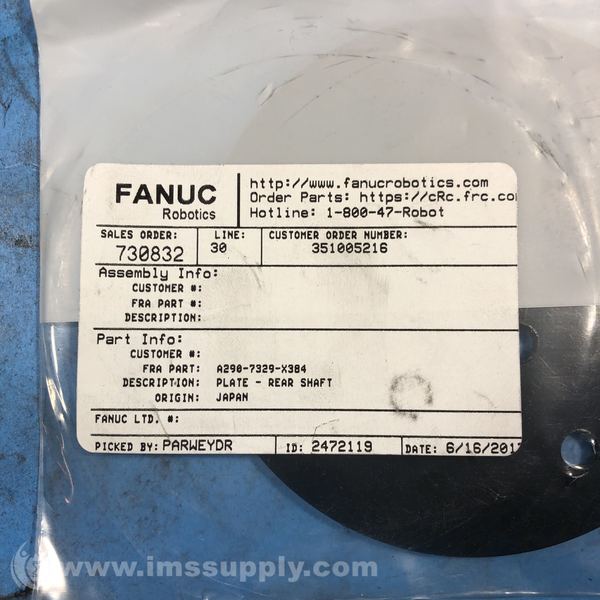 FANUC
Robotics
http://www.fanucrobotics.com
Order Parts: https://cRc.frc.co
Hotline: 1-800-47-Robot
SALES ORDER: LINE: CUSTOMER ORDER NUMBER:
730832 30 351005216
Assembly Info:
CUSTOMER #:
FRA PART #:
DESCRIPTION:
Part Info:
CUSTOMER #:
FRA PART: A290-7329-X384
DESCRIPTION: PLATE - REAR SHAFT
ORIGIN: JAPAN
FANUC LTD. #:
PICKED BY: PARWEYDR ID: 2472119 DATE: 6/16/2017
© www.imssupply.com